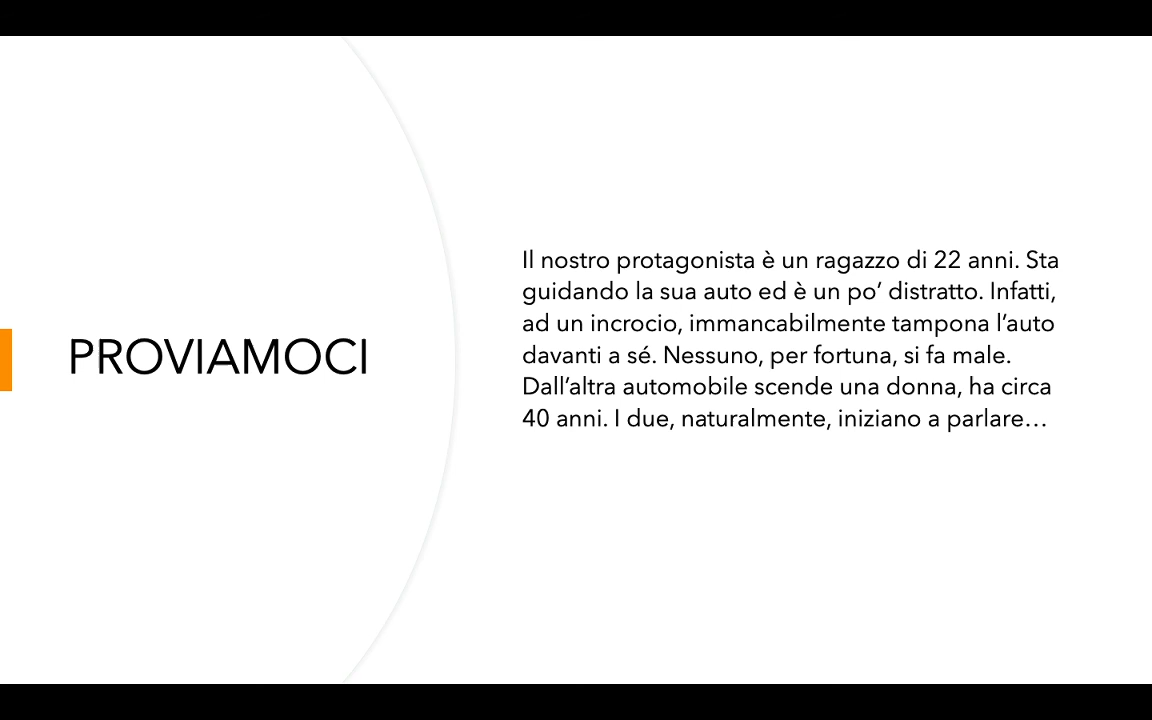 PROVIAMOCI
Il nostro protagonista è un ragazzo di 22 anni. Sta
guidando la sua auto ed è un po’ distratto. Infatti,
ad un incrocio, immancabilmente tampona l’auto
davanti a sé. Nessuno, per fortuna, si fa male.
Dall’altra automobile scende una donna, ha circa
40 anni. I due, naturalmente, iniziano a parlare…